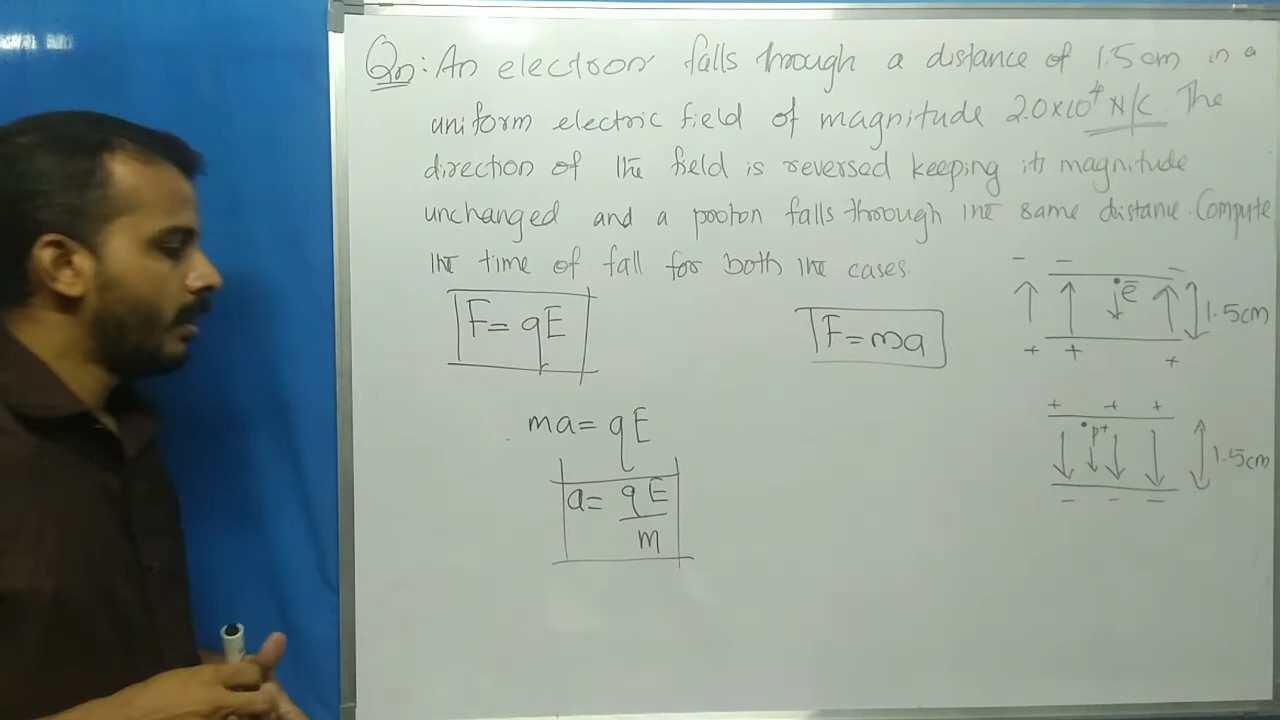 Qn: An electron falls through a distance of 1.5cm in a
uniform electric field of magnitude 2.0×10⁴ N/C. The
direction of the field is reversed keeping its magnitude
unchanged and a proton falls through the same distance. Compute
the time of fall for both the cases.
F = qE
F = ma
ma = qE
a = qE
m
− − −
e⁻
1.5cm
+ + +
+ + +
p⁺
1.5cm
− − −